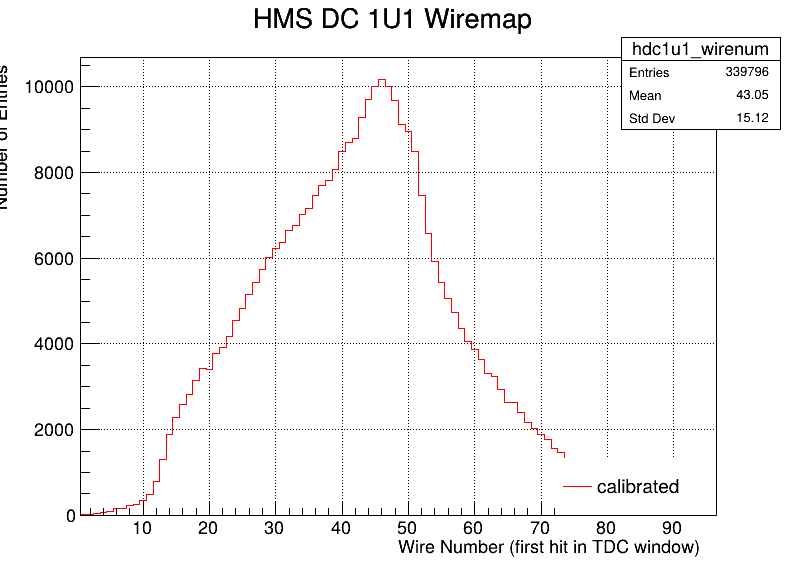 HMS DC 1U1 Wiremap
hdc1u1_wirenum
Entries 339796
Mean 43.05
Std Dev 15.12
Number of Entries
10000
8000
6000
4000
2000
0
calibrated
10 20 30 40 50 60 70 80 90
Wire Number (first hit in TDC window)